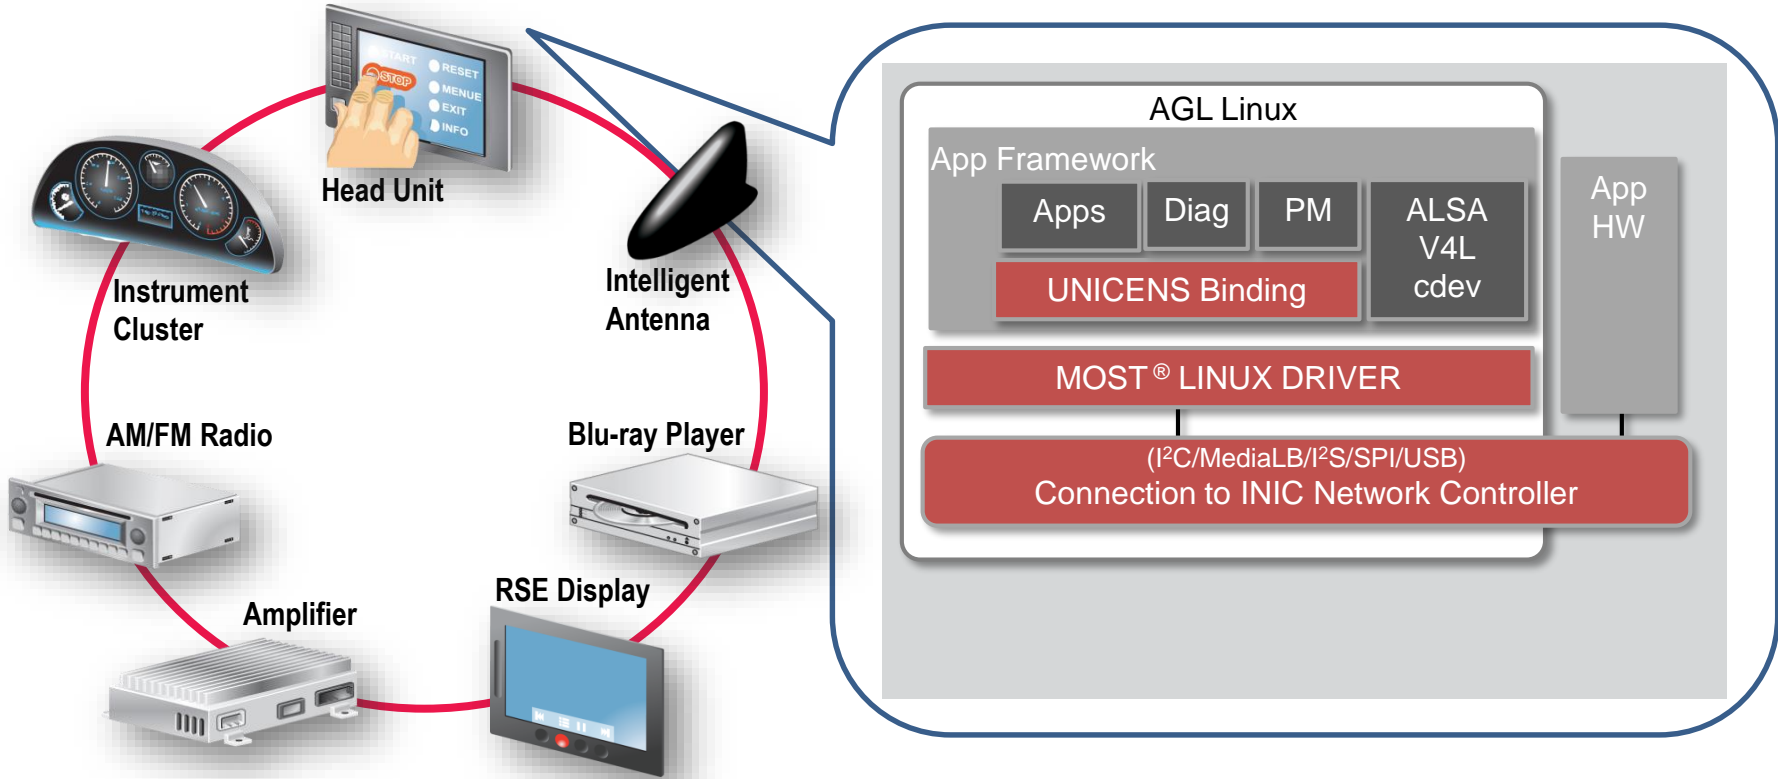 START
STOP
RESET
MENUE
EXIT
INFO
Head Unit
Instrument
Cluster
Intelligent
Antenna
AM/FM Radio
Blu-ray Player
Amplifier
RSE Display
AGL Linux
App Framework
Apps
Diag
PM
ALSA
V4L
cdev
UNICENS Binding
App
HW
MOST® LINUX DRIVER
(I²C/MediaLB/I²S/SPI/USB)
Connection to INIC Network Controller